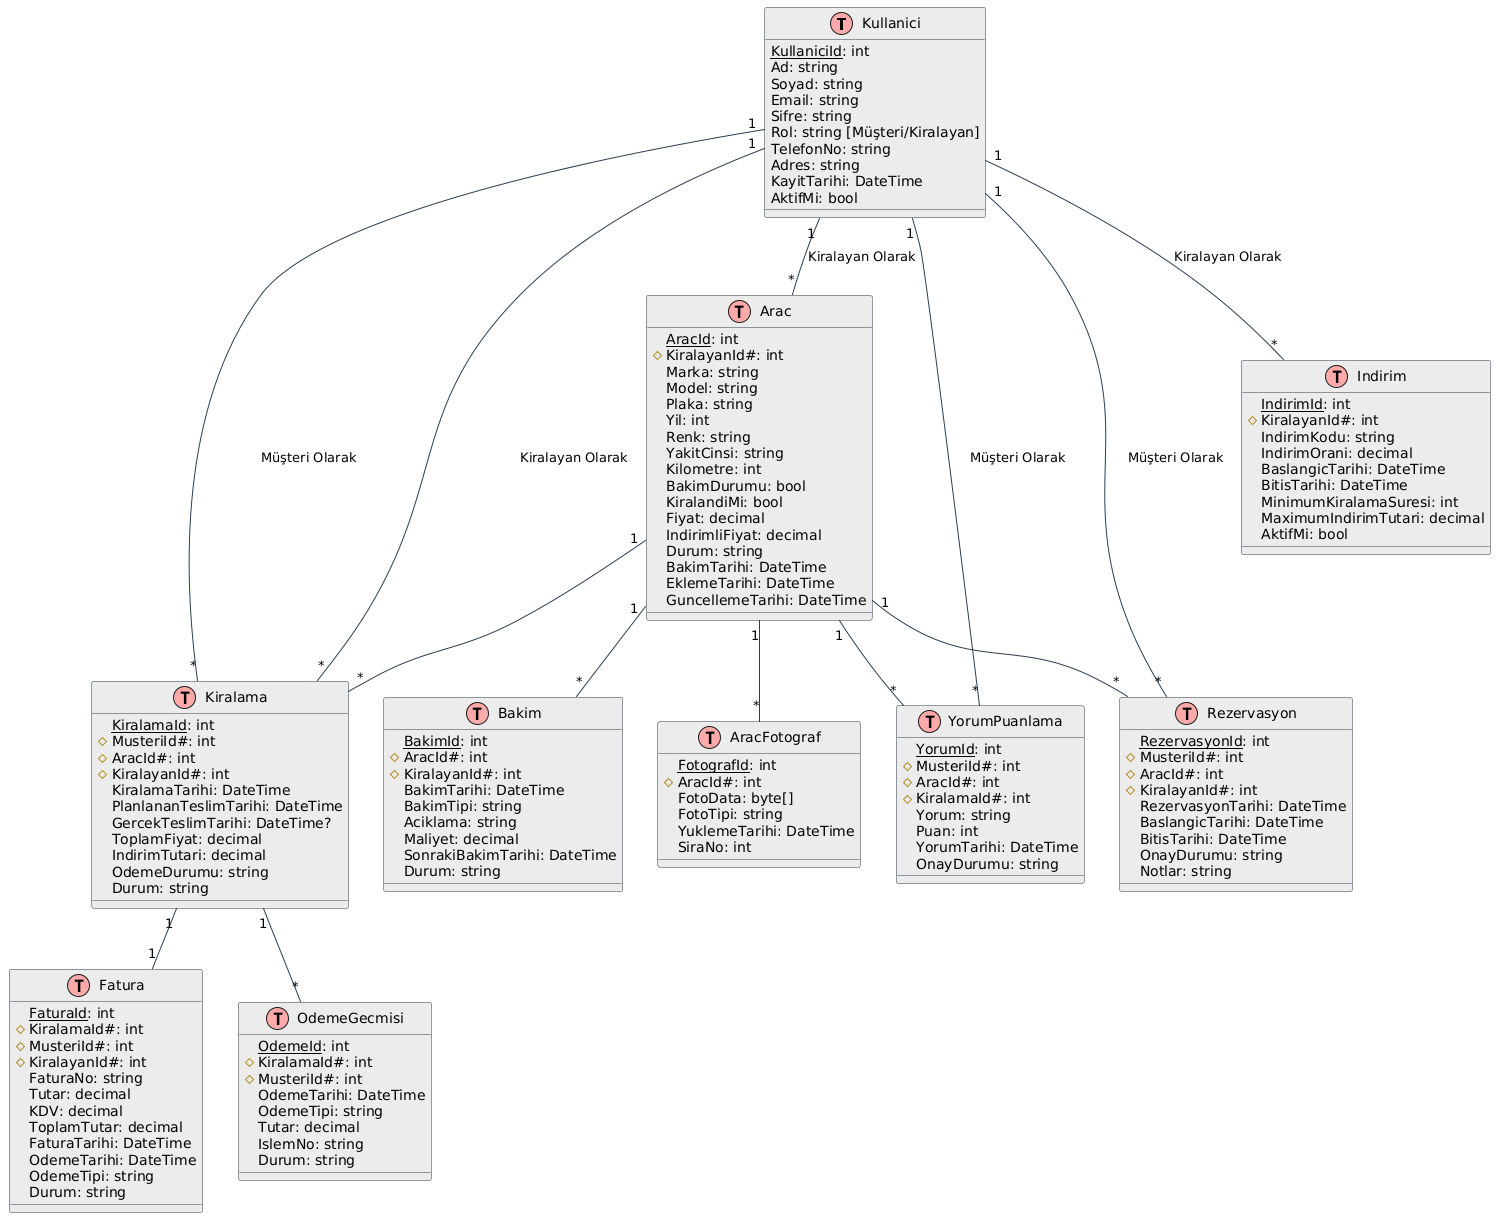 T Kullanici
KullaniciId: int
Ad: string
Soyad: string
Email: string
Sifre: string
Rol: string [Müşteri/Kiralayan]
TelefonNo: string
Adres: string
KayitTarihi: DateTime
AktifMi: bool
1
1
1
1
1
1
Kiralayan Olarak
Kiralayan Olarak
*
*
T Arac
AracId: int
KiralayanId#: int
Marka: string
Model: string
Plaka: string
Yil: int
Renk: string
YakitCinsi: string
Kilometre: int
BakimDurumu: bool
KiralandiMi: bool
Fiyat: decimal
IndirimliFiyat: decimal
Durum: string
BakimTarihi: DateTime
EklemeTarihi: DateTime
GuncellemeTarihi: DateTime
T Indirim
IndirimId: int
KiralayanId#: int
IndirimKodu: string
IndirimOrani: decimal
BaslangicTarihi: DateTime
BitisTarihi: DateTime
MinimumKiralamaSuresi: int
MaximumIndirimTutari: decimal
AktifMi: bool
Müşteri Olarak
Kiralayan Olarak
Müşteri Olarak
Müşteri Olarak
1
1
1
1
1
*
*
*
*
*
*
*
*
*
T Kiralama
KiralamaId: int
MusteriId#: int
AracId#: int
KiralayanId#: int
KiralamaTarihi: DateTime
PlanlananTeslimTarihi: DateTime
GercekTeslimTarihi: DateTime?
ToplamFiyat: decimal
IndirimTutari: decimal
OdemeDurumu: string
Durum: string
T Bakim
BakimId: int
AracId#: int
KiralayanId#: int
BakimTarihi: DateTime
BakimTipi: string
Aciklama: string
Maliyet: decimal
SonrakiBakimTarihi: DateTime
Durum: string
T AracFotograf
FotografId: int
AracId#: int
FotoData: byte[]
FotoTipi: string
YuklemeTarihi: DateTime
SiraNo: int
T YorumPuanlama
YorumId: int
MusteriId#: int
AracId#: int
KiralamaId#: int
Yorum: string
Puan: int
YorumTarihi: DateTime
OnayDurumu: string
T Rezervasyon
RezervasyonId: int
MusteriId#: int
AracId#: int
KiralayanId#: int
RezervasyonTarihi: DateTime
BaslangicTarihi: DateTime
BitisTarihi: DateTime
OnayDurumu: string
Notlar: string
1
1
1
*
T Fatura
FaturaId: int
KiralamaId#: int
MusteriId#: int
KiralayanId#: int
FaturaNo: string
Tutar: decimal
KDV: decimal
ToplamTutar: decimal
FaturaTarihi: DateTime
OdemeTarihi: DateTime
OdemeTipi: string
Durum: string
T OdemeGecmisi
OdemeId: int
KiralamaId#: int
MusteriId#: int
OdemeTarihi: DateTime
OdemeTipi: string
Tutar: decimal
IslemNo: string
Durum: string